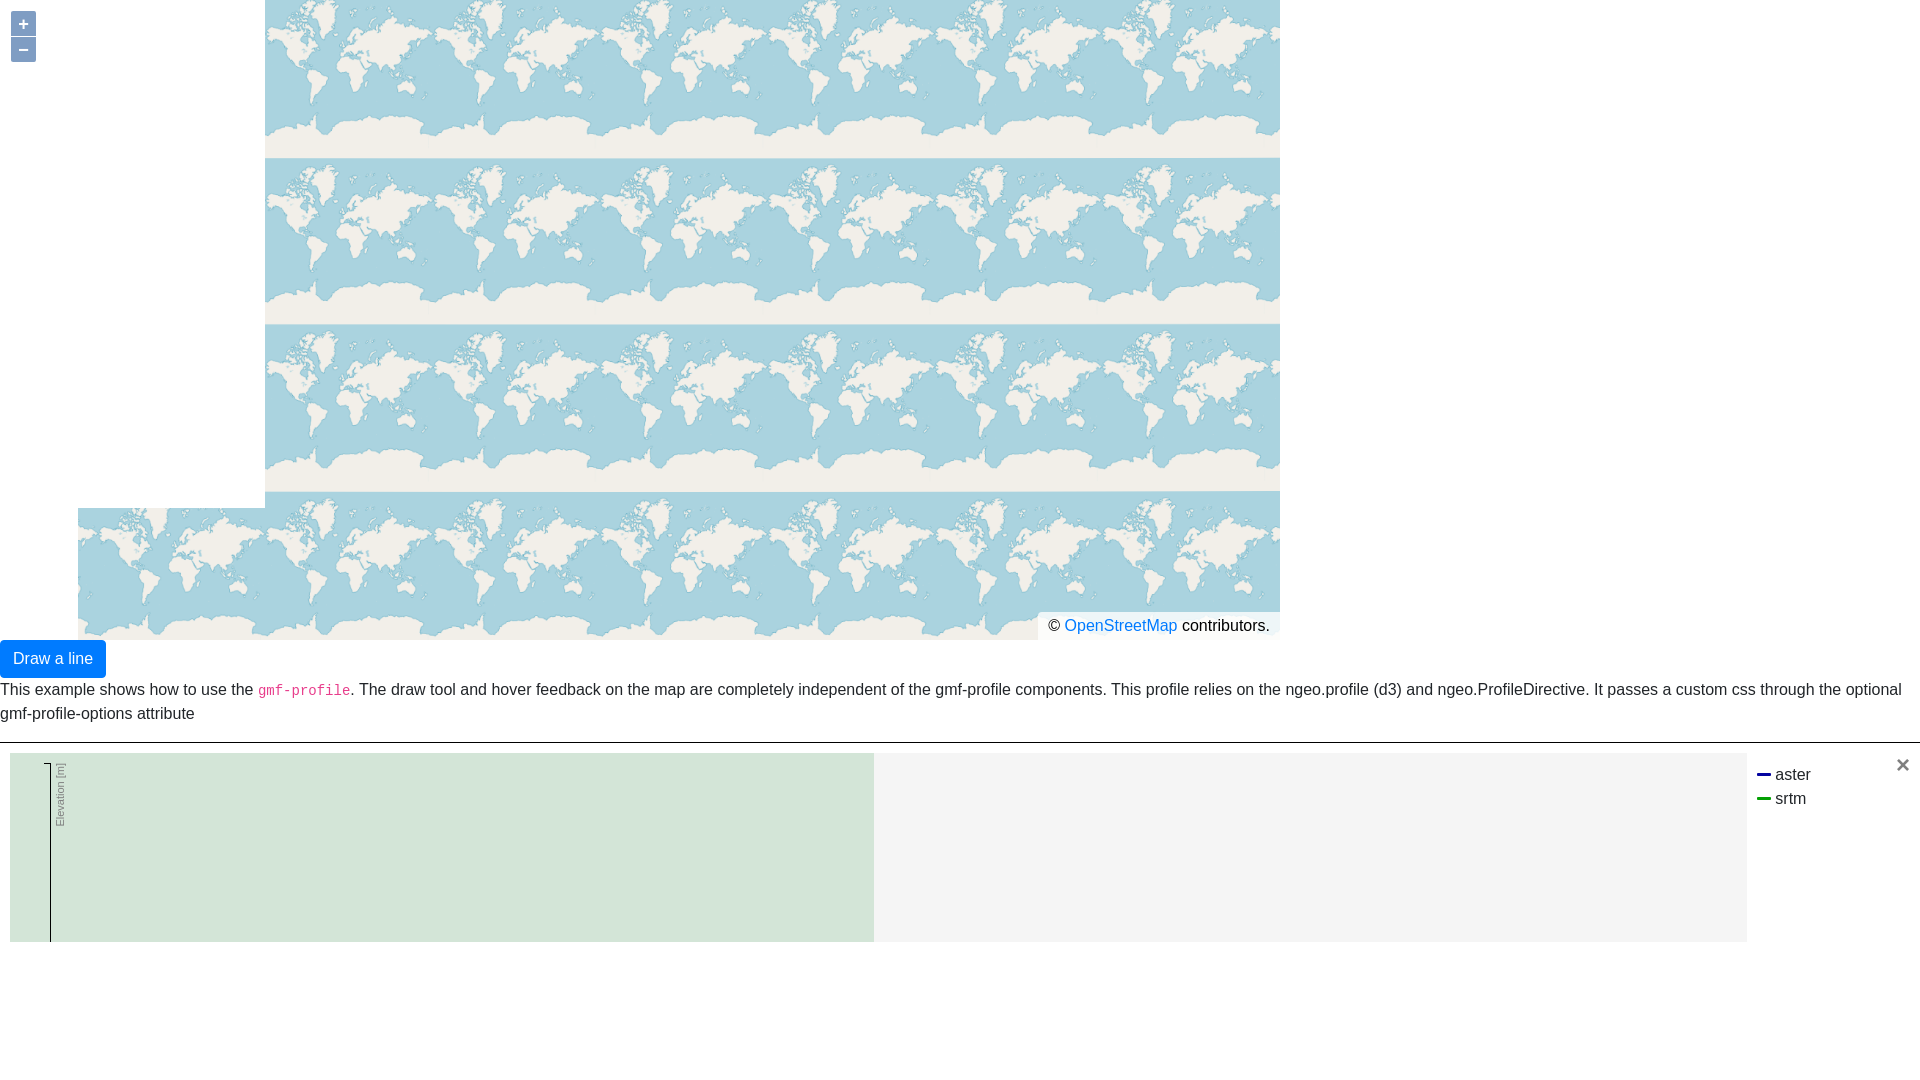 +
−
© OpenStreetMap contributors.
Draw a line
This example shows how to use the gmf-profile. The draw tool and hover feedback on the map are completely independent of the gmf-profile components. This profile relies on the ngeo.profile (d3) and ngeo.ProfileDirective. It passes a custom css through the optional
gmf-profile-options attribute
Elevation [m]
aster
srtm
×